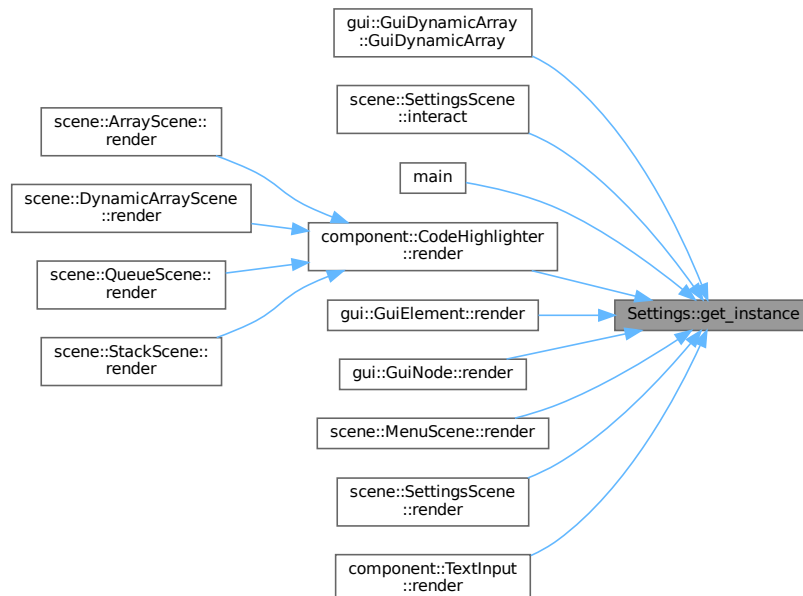 gui::GuiDynamicArray
::GuiDynamicArray
scene::SettingsScene
::interact
scene::ArrayScene::
render
main
scene::DynamicArrayScene
::render
component::CodeHighlighter
::render
scene::QueueScene::
render
gui::GuiElement::render
Settings::get_instance
scene::StackScene::
render
gui::GuiNode::render
scene::MenuScene::render
scene::SettingsScene
::render
component::TextInput
::render